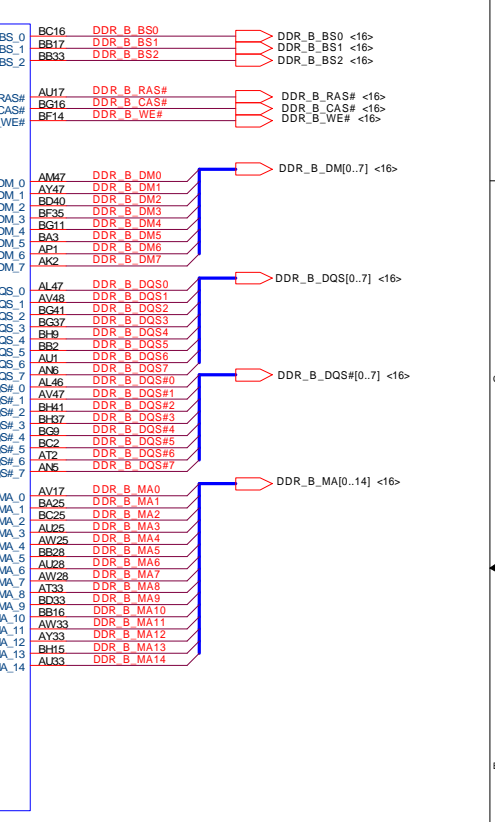 BS_0 BC16 DDR_B_BS0 DDR_B_BS0 <16>
BS_1 BB17 DDR_B_BS1 DDR_B_BS1 <16>
BS_2 BB33 DDR_B_BS2 DDR_B_BS2 <16>
RAS# AU17 DDR_B_RAS# DDR_B_RAS# <16>
CAS# BG16 DDR_B_CAS# DDR_B_CAS# <16>
WE# BF14 DDR_B_WE# DDR_B_WE# <16>
DDR_B_DM[0..7] <16>
DM_0 AM47 DDR_B_DM0
DM_1 AY47 DDR_B_DM1
DM_2 BD40 DDR_B_DM2
DM_3 BF35 DDR_B_DM3
DM_4 BG11 DDR_B_DM4
DM_5 BA3 DDR_B_DM5
DM_6 AP1 DDR_B_DM6
DM_7 AK2 DDR_B_DM7
DDR_B_DQS[0..7] <16>
QS_0 AL47 DDR_B_DQS0
QS_1 AV48 DDR_B_DQS1
QS_2 BG41 DDR_B_DQS2
QS_3 BG37 DDR_B_DQS3
QS_4 BH9 DDR_B_DQS4
QS_5 BB2 DDR_B_DQS5
QS_6 AU1 DDR_B_DQS6
QS_7 AN6 DDR_B_DQS7
DDR_B_DQS#[0..7] <16>
S#_0 AL46 DDR_B_DQS#0
S#_1 AV47 DDR_B_DQS#1
S#_2 BH41 DDR_B_DQS#2
S#_3 BH37 DDR_B_DQS#3
S#_4 BG9 DDR_B_DQS#4
S#_5 BC2 DDR_B_DQS#5
S#_6 AT2 DDR_B_DQS#6
S#_7 AN5 DDR_B_DQS#7
DDR_B_MA[0..14] <16>
MA_0 AV17 DDR_B_MA0
MA_1 BA25 DDR_B_MA1
MA_2 BC25 DDR_B_MA2
MA_3 AU25 DDR_B_MA3
MA_4 AW25 DDR_B_MA4
MA_5 BB28 DDR_B_MA5
MA_6 AU28 DDR_B_MA6
MA_7 AW28 DDR_B_MA7
MA_8 AT33 DDR_B_MA8
MA_9 BD33 DDR_B_MA9
MA_10 BB16 DDR_B_MA10
MA_11 AW33 DDR_B_MA11
MA_12 AY33 DDR_B_MA12
MA_13 BH15 DDR_B_MA13
MA_14 AU33 DDR_B_MA14